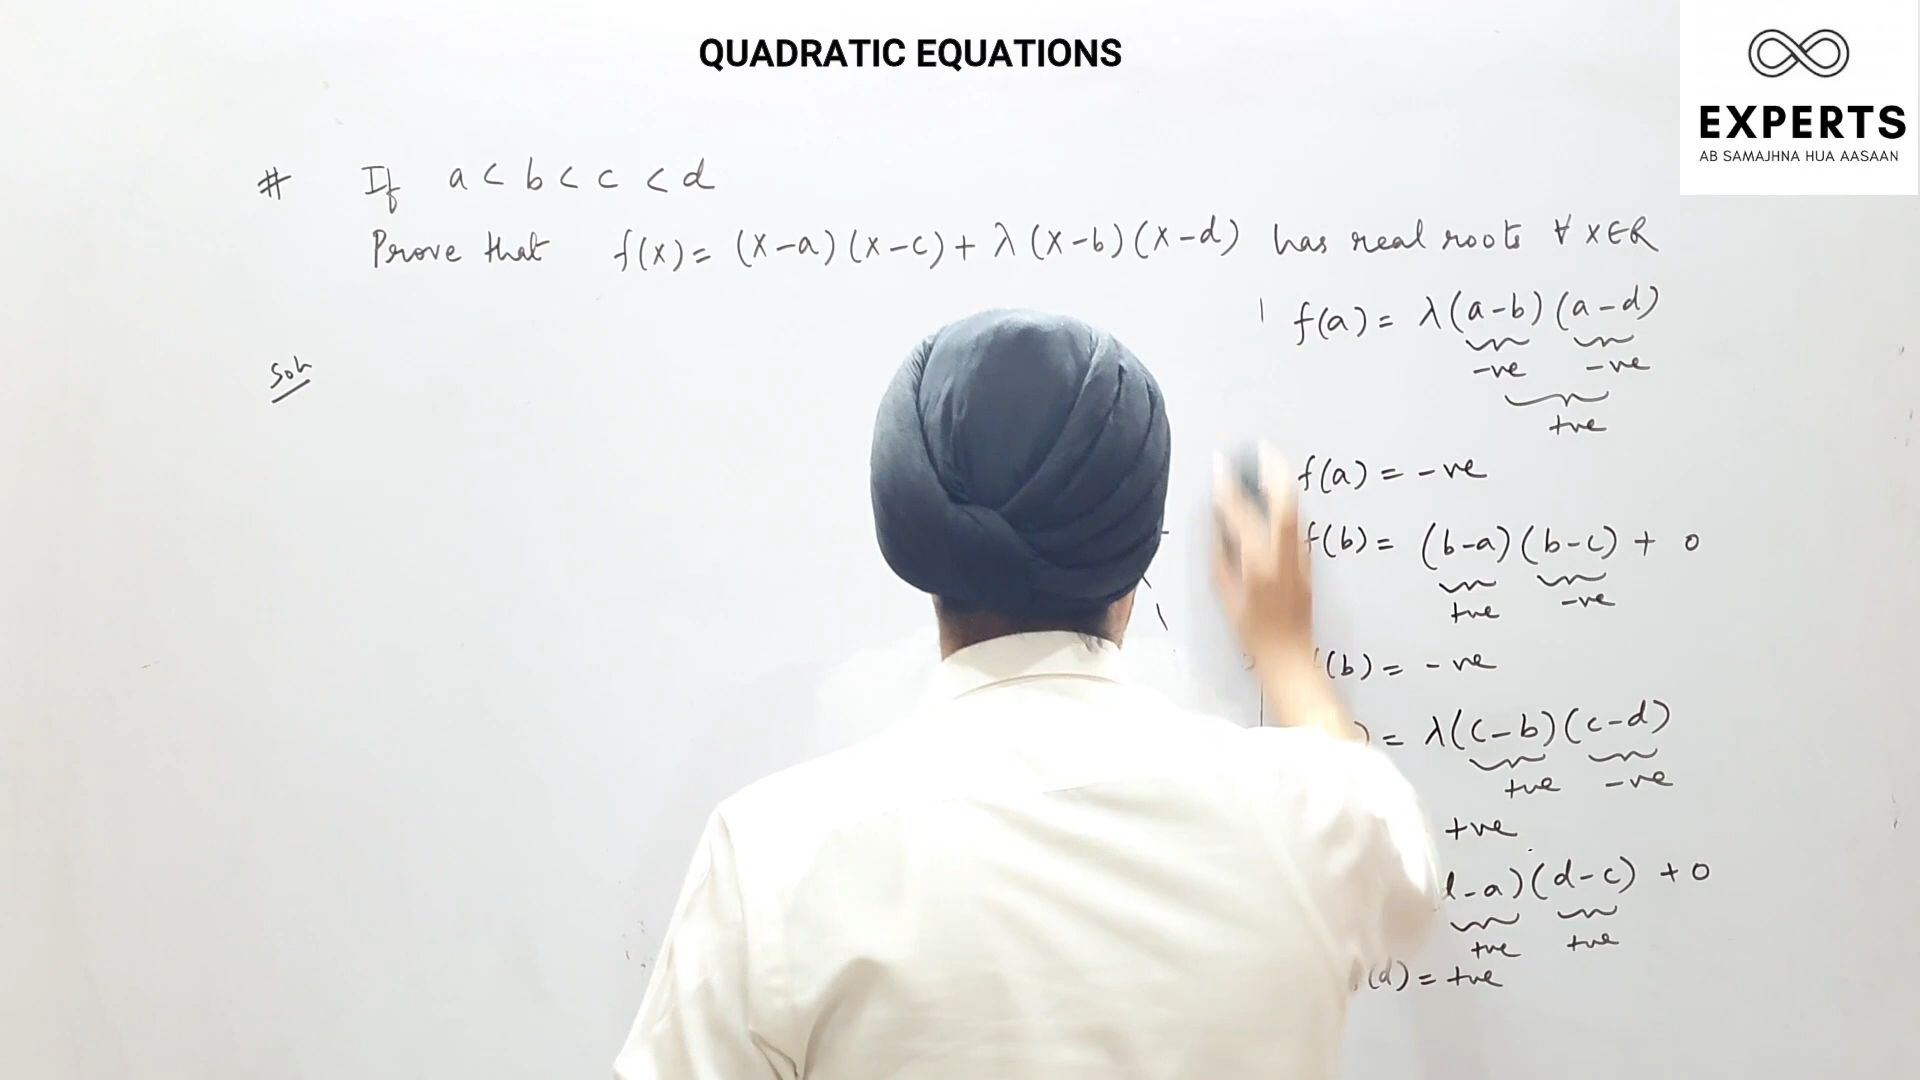 QUADRATIC EQUATIONS
EXPERTS
AB SAMAJHNA HUA AASAAN
# If a < b < c < d
Prove that f(x) = (x-a)(x-c) + λ(x-b)(x-d) has real roots ∀ x∈R
Soln
f(a) = λ(a-b)(a-d)
-ve -ve
+ve
f(a) = -ve
f(b) = (b-a)(b-c) + 0
+ve -ve
(b) = -ve
) = λ(c-b)(c-d)
+ve -ve
+ve
-a)(d-c) + 0
+ve +ve
(d) = +ve